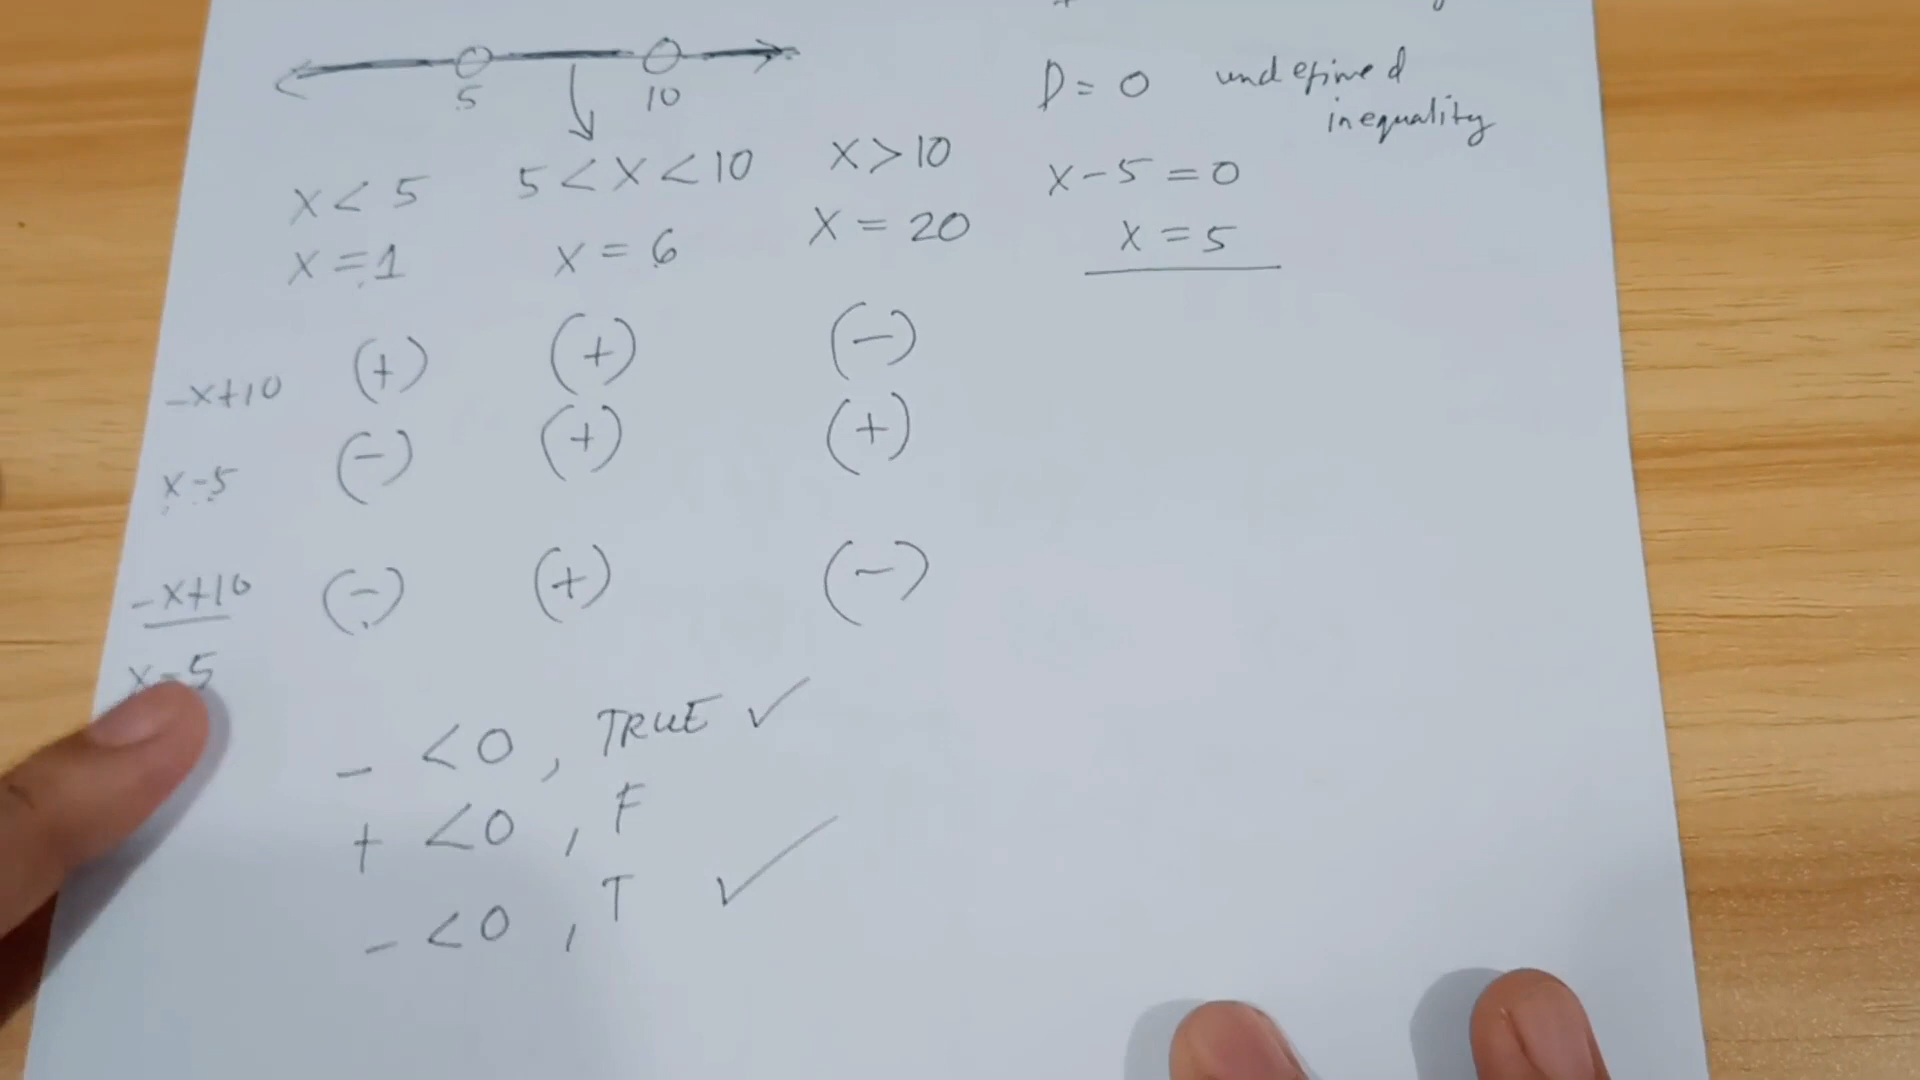 5 10
x < 5 5 < x < 10 x > 10
x = 1 x = 6 x = 20
-x+10 (+) (+) (-)
x-5 (-) (+) (+)
-x+10 (-) (+) (-)
x-5
- < 0 , TRUE ✓
+ < 0 , F
- < 0 , T ✓
D = 0 undefined
inequality
x - 5 = 0
x = 5